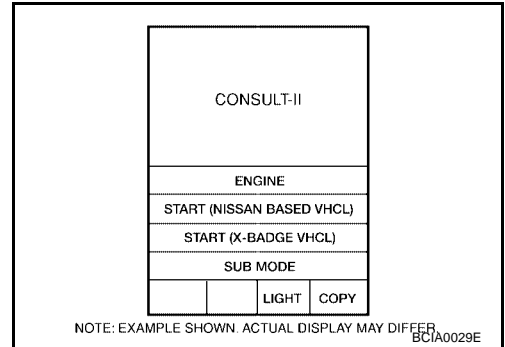 CONSULT-II
ENGINE
START (NISSAN BASED VHCL)
START (X-BADGE VHCL)
SUB MODE
LIGHT COPY
NOTE: EXAMPLE SHOWN. ACTUAL DISPLAY MAY DIFFER.
BCIA0029E